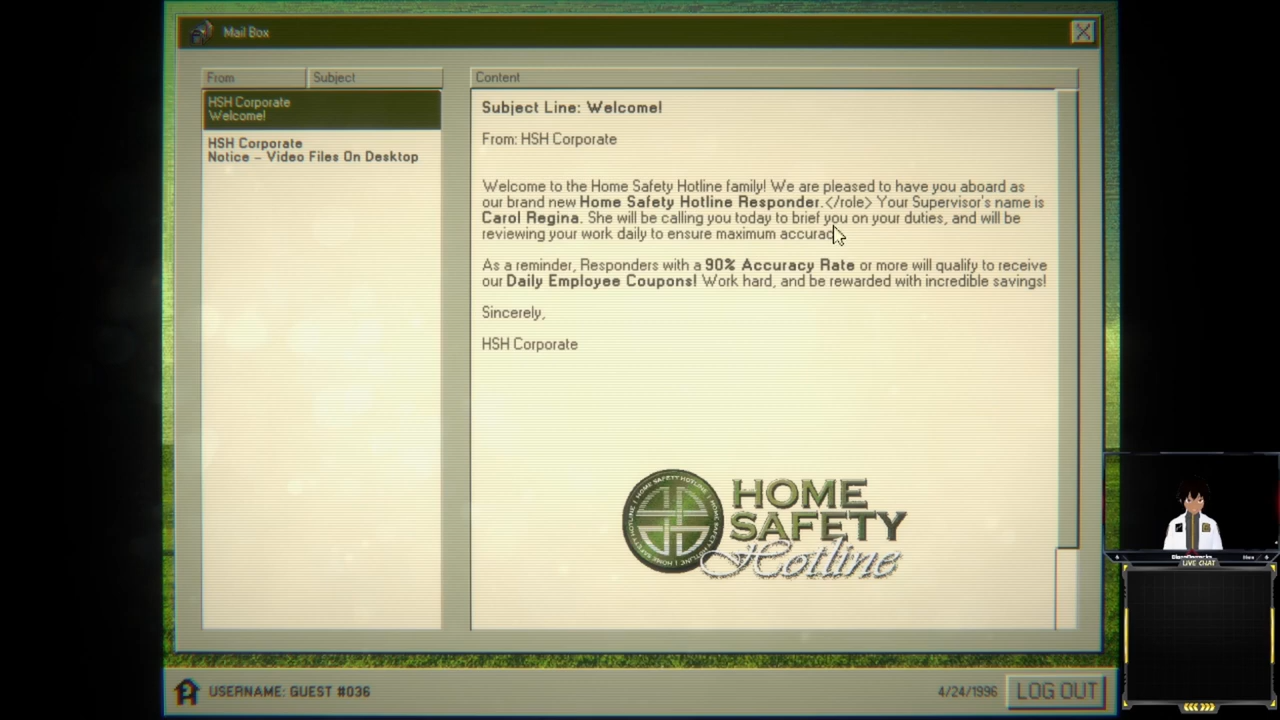 Mail Box
From
Subject
Content
HSH Corporate
Welcome!
HSH Corporate
Notice – Video Files On Desktop
Subject Line: Welcome!
From: HSH Corporate
Welcome to the Home Safety Hotline family! We are pleased to have you aboard as
our brand new Home Safety Hotline Responder.</role> Your Supervisor's name is
Carol Regina. She will be calling you today to brief you on your duties, and will be
reviewing your work daily to ensure maximum accurac
As a reminder, Responders with a 90% Accuracy Rate or more will qualify to receive
our Daily Employee Coupons! Work hard, and be rewarded with incredible savings!
Sincerely,
HSH Corporate
HOME
SAFETY
Hotline
LIVE CHAT
USERNAME: GUEST #036
4/24/1996
LOG OUT